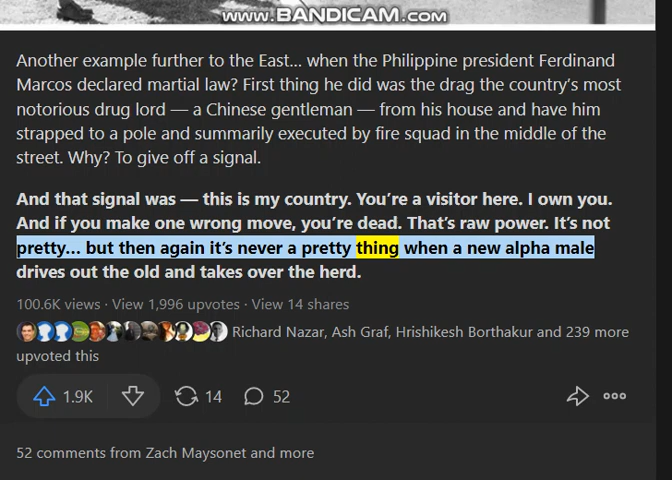 www.BANDICAM.com
Another example further to the East... when the Philippine president Ferdinand
Marcos declared martial law? First thing he did was the drag the country's most
notorious drug lord — a Chinese gentleman — from his house and have him
strapped to a pole and summarily executed by fire squad in the middle of the
street. Why? To give off a signal.
And that signal was — this is my country. You're a visitor here. I own you.
And if you make one wrong move, you're dead. That's raw power. It's not
pretty... but then again it's never a pretty thing when a new alpha male
drives out the old and takes over the herd.
100.6K views · View 1,996 upvotes · View 14 shares
Richard Nazar, Ash Graf, Hrishikesh Borthakur and 239 more
upvoted this
1.9K 14 52
52 comments from Zach Maysonet and more